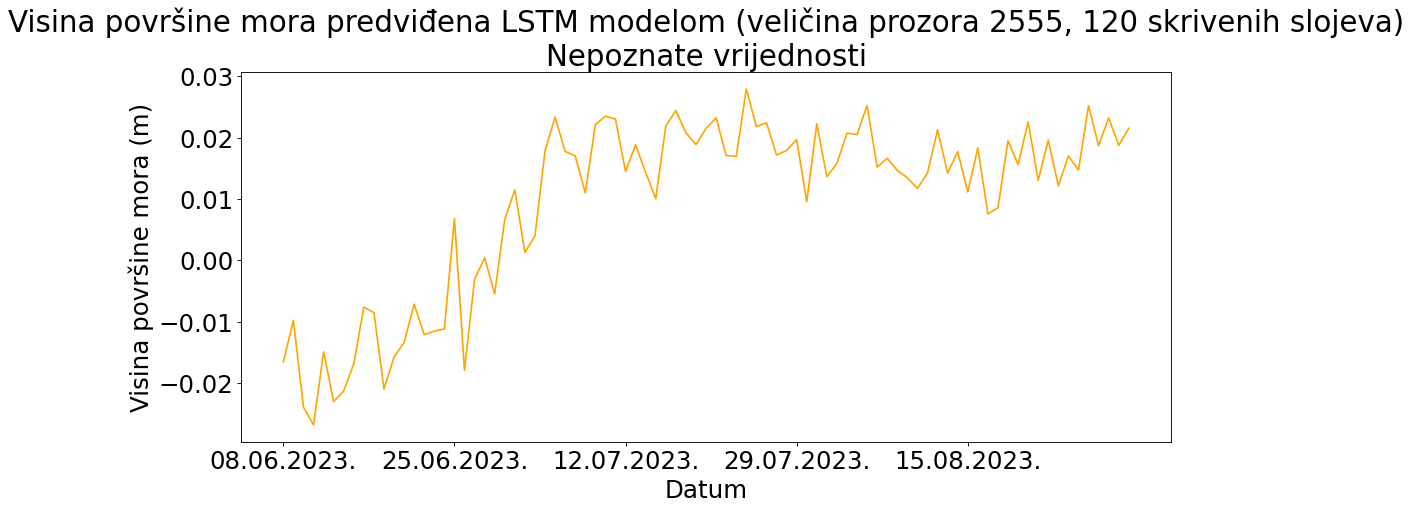 Visina površine mora predviđena LSTM modelom (veličina prozora 2555, 120 skrivenih slojeva)
Nepoznate vrijednosti
Visina površine mora (m)
0.03
0.02
0.01
0.00
−0.01
−0.02
08.06.2023. 25.06.2023. 12.07.2023. 29.07.2023. 15.08.2023.
Datum